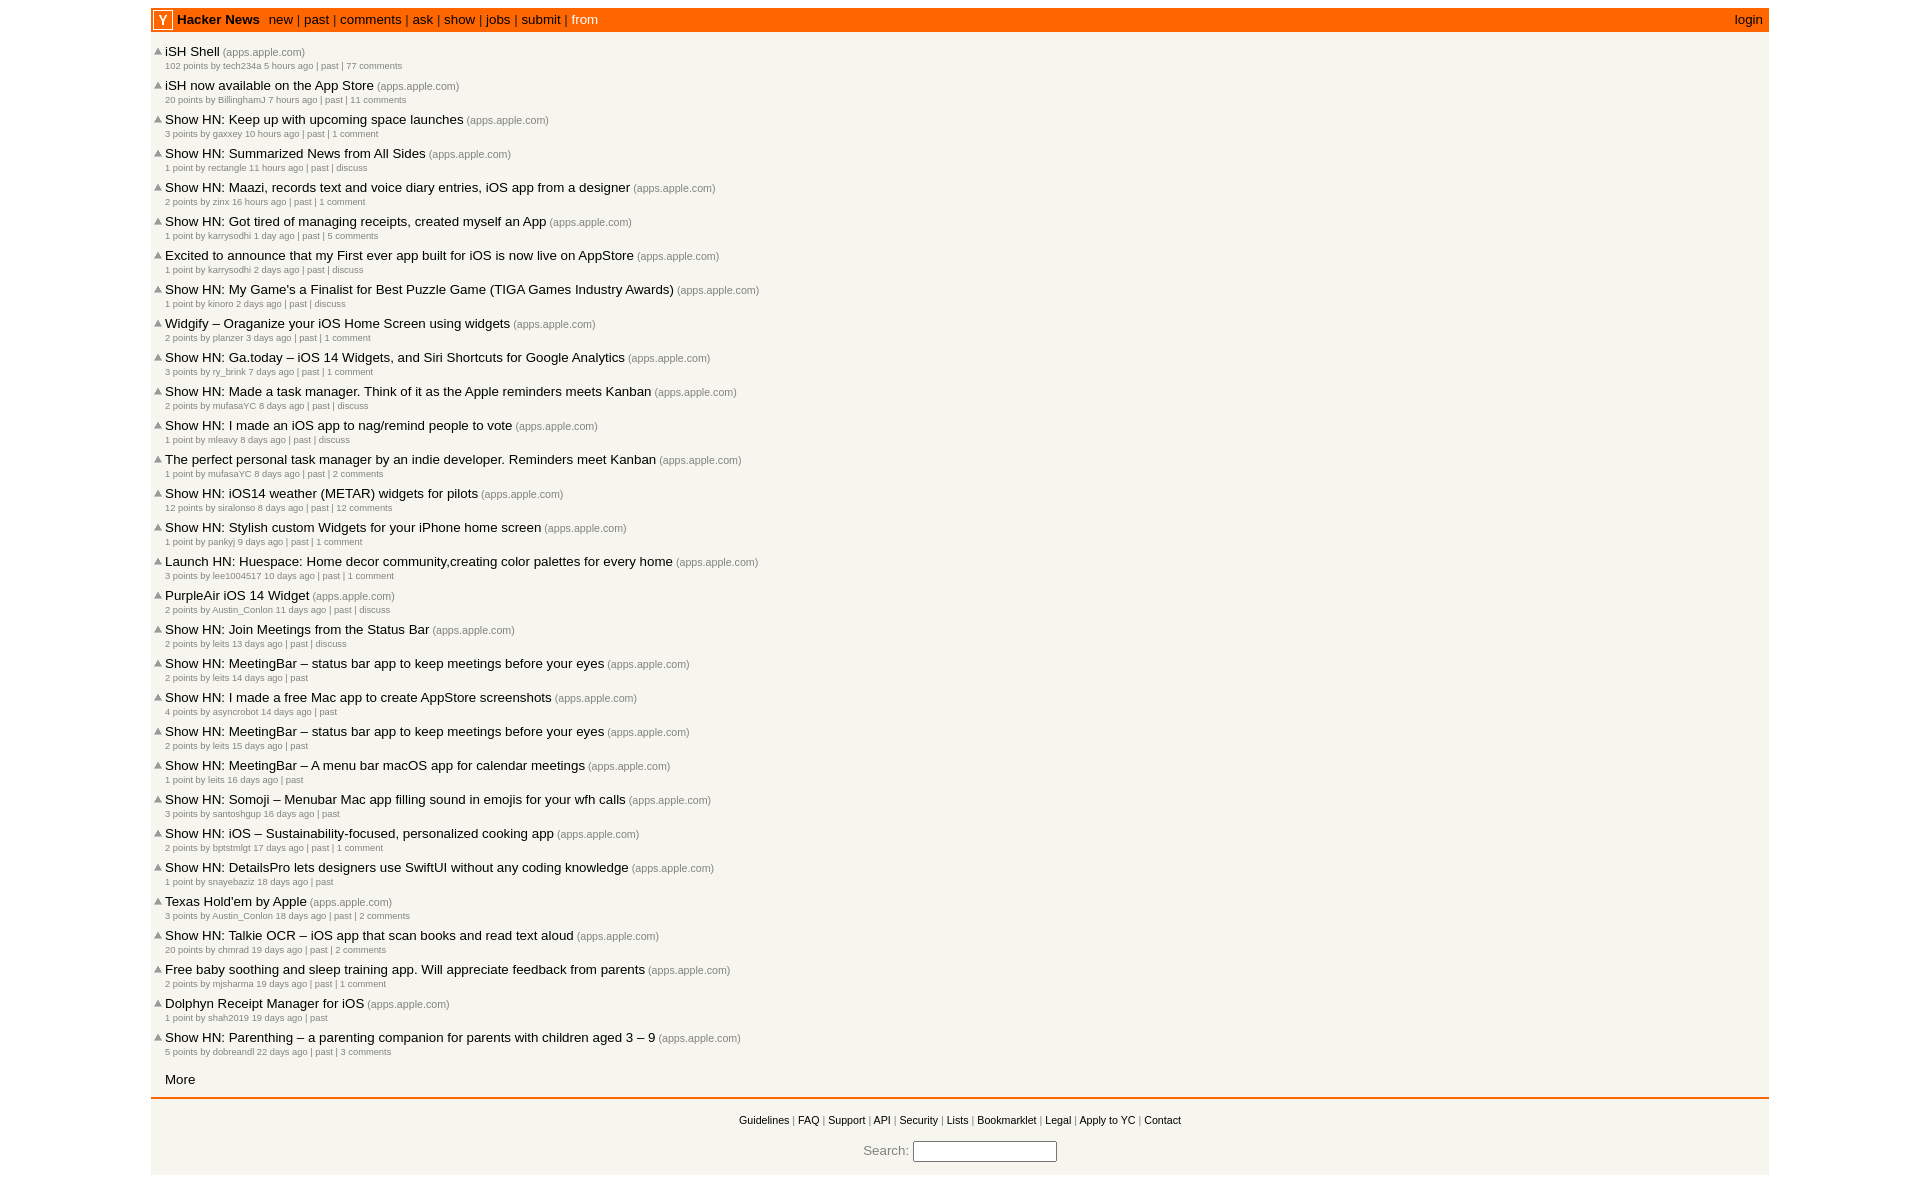 Y Hacker News new | past | comments | ask | show | jobs | submit | from login
iSH Shell (apps.apple.com)
102 points by tech234a 5 hours ago | past | 77 comments
iSH now available on the App Store (apps.apple.com)
20 points by BillinghamJ 7 hours ago | past | 11 comments
Show HN: Keep up with upcoming space launches (apps.apple.com)
3 points by gaxxey 10 hours ago | past | 1 comment
Show HN: Summarized News from All Sides (apps.apple.com)
1 point by rectangle 11 hours ago | past | discuss
Show HN: Maazi, records text and voice diary entries, iOS app from a designer (apps.apple.com)
2 points by zinx 16 hours ago | past | 1 comment
Show HN: Got tired of managing receipts, created myself an App (apps.apple.com)
1 point by karrysodhi 1 day ago | past | 5 comments
Excited to announce that my First ever app built for iOS is now live on AppStore (apps.apple.com)
1 point by karrysodhi 2 days ago | past | discuss
Show HN: My Game's a Finalist for Best Puzzle Game (TIGA Games Industry Awards) (apps.apple.com)
1 point by kinoro 2 days ago | past | discuss
Widgify – Oraganize your iOS Home Screen using widgets (apps.apple.com)
2 points by planzer 3 days ago | past | 1 comment
Show HN: Ga.today – iOS 14 Widgets, and Siri Shortcuts for Google Analytics (apps.apple.com)
3 points by ry_brink 7 days ago | past | 1 comment
Show HN: Made a task manager. Think of it as the Apple reminders meets Kanban (apps.apple.com)
2 points by mufasaYC 8 days ago | past | discuss
Show HN: I made an iOS app to nag/remind people to vote (apps.apple.com)
1 point by mleavy 8 days ago | past | discuss
The perfect personal task manager by an indie developer. Reminders meet Kanban (apps.apple.com)
1 point by mufasaYC 8 days ago | past | 2 comments
Show HN: iOS14 weather (METAR) widgets for pilots (apps.apple.com)
12 points by siralonso 8 days ago | past | 12 comments
Show HN: Stylish custom Widgets for your iPhone home screen (apps.apple.com)
1 point by pankyj 9 days ago | past | 1 comment
Launch HN: Huespace: Home decor community,creating color palettes for every home (apps.apple.com)
3 points by lee1004517 10 days ago | past | 1 comment
PurpleAir iOS 14 Widget (apps.apple.com)
2 points by Austin_Conlon 11 days ago | past | discuss
Show HN: Join Meetings from the Status Bar (apps.apple.com)
2 points by leits 13 days ago | past | discuss
Show HN: MeetingBar – status bar app to keep meetings before your eyes (apps.apple.com)
2 points by leits 14 days ago | past
Show HN: I made a free Mac app to create AppStore screenshots (apps.apple.com)
4 points by asyncrobot 14 days ago | past
Show HN: MeetingBar – status bar app to keep meetings before your eyes (apps.apple.com)
2 points by leits 15 days ago | past
Show HN: MeetingBar – A menu bar macOS app for calendar meetings (apps.apple.com)
1 point by leits 16 days ago | past
Show HN: Somoji – Menubar Mac app filling sound in emojis for your wfh calls (apps.apple.com)
3 points by santoshgup 16 days ago | past
Show HN: iOS – Sustainability-focused, personalized cooking app (apps.apple.com)
2 points by bptstmlgt 17 days ago | past | 1 comment
Show HN: DetailsPro lets designers use SwiftUI without any coding knowledge (apps.apple.com)
1 point by snayebaziz 18 days ago | past
Texas Hold'em by Apple (apps.apple.com)
3 points by Austin_Conlon 18 days ago | past | 2 comments
Show HN: Talkie OCR – iOS app that scan books and read text aloud (apps.apple.com)
20 points by chmrad 19 days ago | past | 2 comments
Free baby soothing and sleep training app. Will appreciate feedback from parents (apps.apple.com)
2 points by mjsharma 19 days ago | past | 1 comment
Dolphyn Receipt Manager for iOS (apps.apple.com)
1 point by shah2019 19 days ago | past
Show HN: Parenthing – a parenting companion for parents with children aged 3 – 9 (apps.apple.com)
5 points by dobreandl 22 days ago | past | 3 comments
More
Guidelines | FAQ | Support | API | Security | Lists | Bookmarklet | Legal | Apply to YC | Contact
Search: